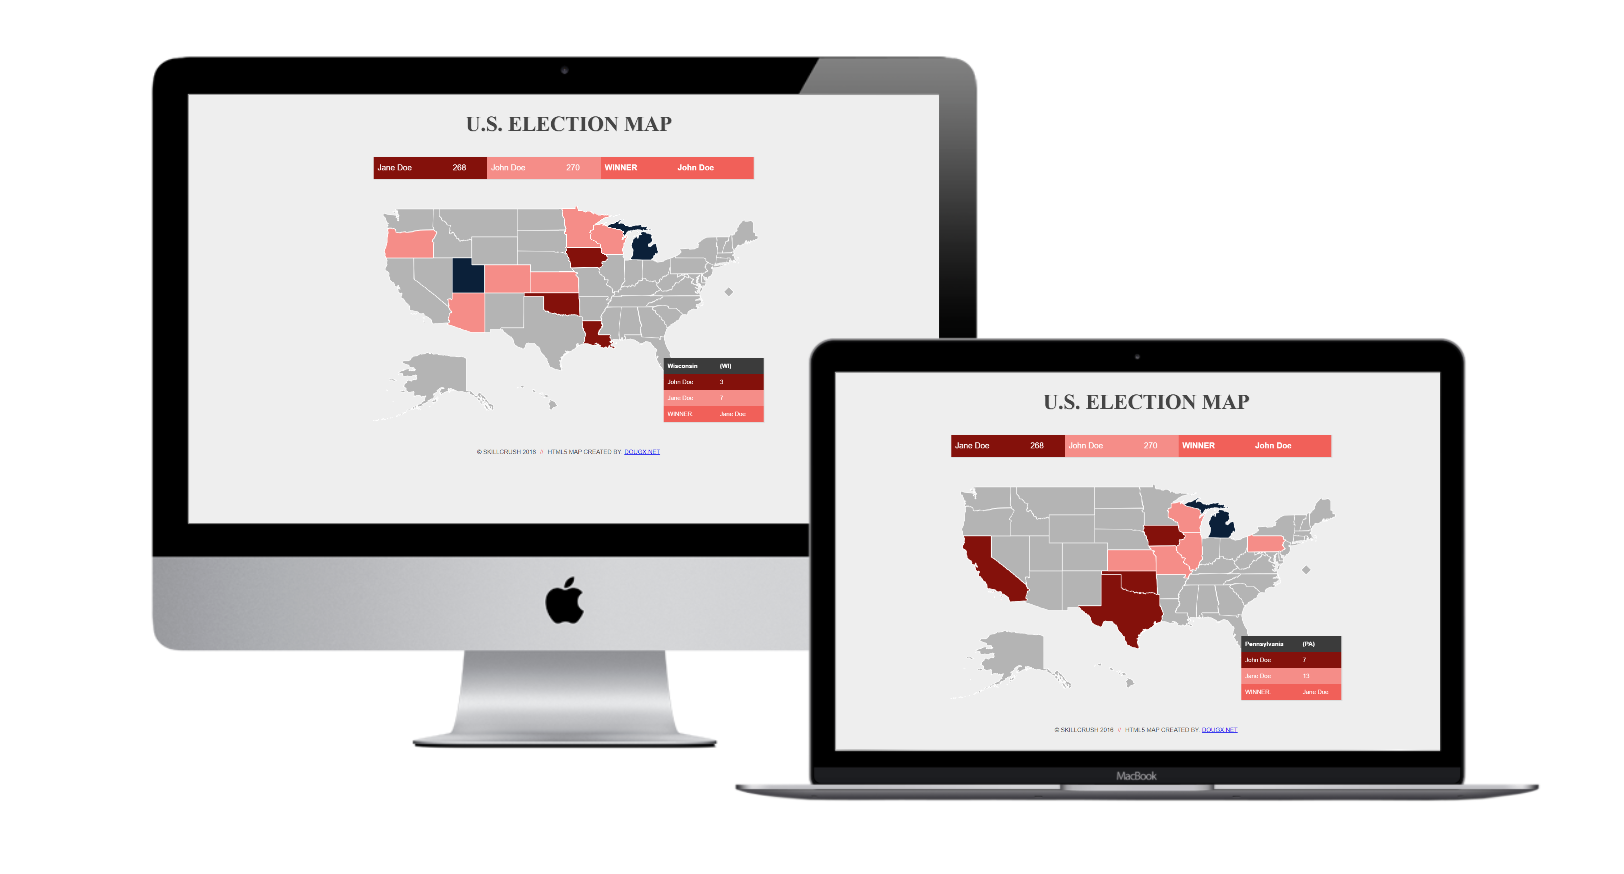 U.S. ELECTION MAP
Jane Doe 268 John Doe 270 WINNER John Doe
Wisconsin (WI)
John Doe 3
Jane Doe 7
WINNER Jane Doe
© SKILLCRUSH 2016 // HTML5 MAP CREATED BY: DOUGX.NET
U.S. ELECTION MAP
Jane Doe 268 John Doe 270 WINNER John Doe
Pennsylvania (PA)
John Doe 7
Jane Doe 13
WINNER Jane Doe
© SKILLCRUSH 2016 // HTML5 MAP CREATED BY: DOUGX.NET
MacBook